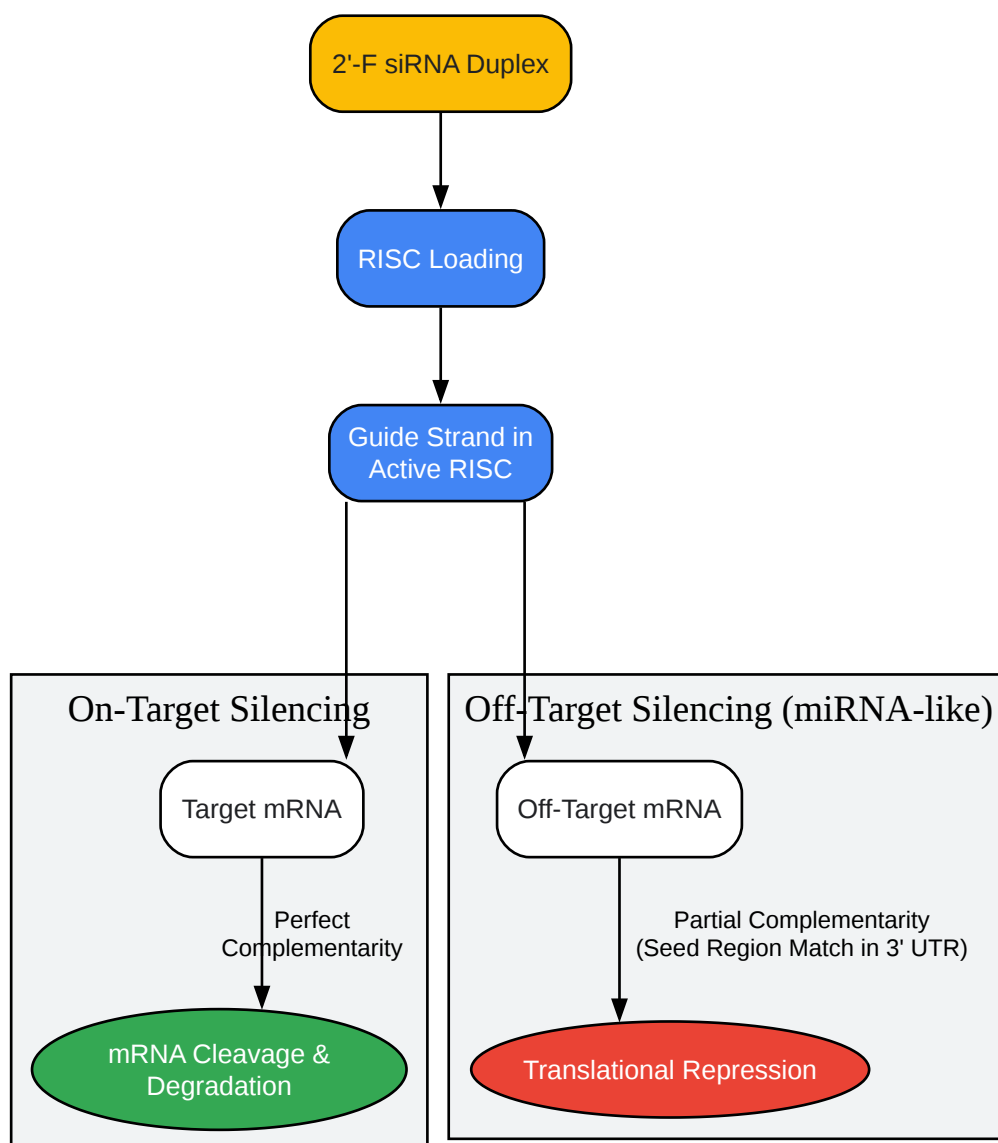 2'-F siRNA Duplex
RISC Loading
Guide Strand in
Active RISC
On-Target Silencing
Target mRNA
Perfect
Complementarity
mRNA Cleavage &
Degradation
Off-Target Silencing (miRNA-like)
Off-Target mRNA
Partial Complementarity
(Seed Region Match in 3' UTR)
Translational Repression